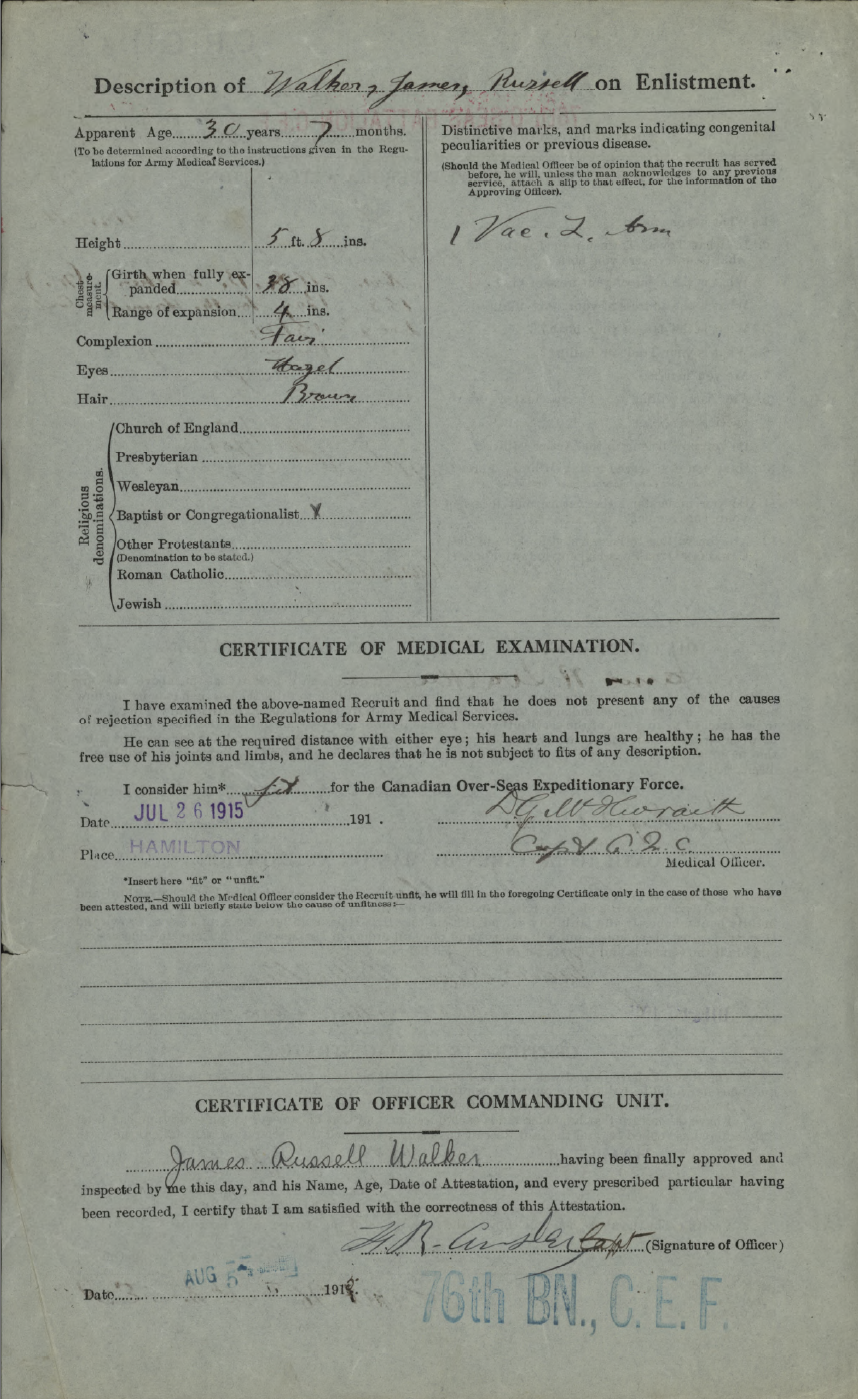 Description of Walker, James, Russell on Enlistment.
Apparent Age 30 years 7 months.
(To be determined according to the instructions given in the Regu-
lations for Army Medical Services.)
Height 5 ft. 8 ins.
Chest-
measure-
ment.
Girth when fully ex-
panded 38 ins.
Range of expansion 4 ins.
Complexion Fair
Eyes Hazel
Hair Brown
Religious
denominations.
Church of England
Presbyterian
Wesleyan
Baptist or Congregationalist Y
Other Protestants
(Denomination to be stated.)
Roman Catholic
Jewish
Distinctive marks, and marks indicating congenital
peculiarities or previous disease.
(Should the Medical Officer be of opinion that the recruit has served
before, he will, unless the man acknowledges to any previous
service, attach a slip to that effect, for the information of the
Approving Officer).
1 Vac. L. Arm
CERTIFICATE OF MEDICAL EXAMINATION.
I have examined the above-named Recruit and find that he does not present any of the causes
of rejection specified in the Regulations for Army Medical Services.
He can see at the required distance with either eye; his heart and lungs are healthy; he has the
free use of his joints and limbs, and he declares that he is not subject to fits of any description.
I consider him* fit for the Canadian Over-Seas Expeditionary Force.
Date JUL 26 1915 191 .
Place HAMILTON
Capt
Medical Officer.
*Insert here "fit" or "unfit."
NOTE.—Should the Medical Officer consider the Recruit unfit, he will fill in the foregoing Certificate only in the case of those who have
been attested, and will briefly state below the cause of unfitness:—
CERTIFICATE OF OFFICER COMMANDING UNIT.
James Russell Walker having been finally approved and
inspected by me this day, and his Name, Age, Date of Attestation, and every prescribed particular having
been recorded, I certify that I am satisfied with the correctness of this Attestation.
Capt (Signature of Officer)
Date AUG 191
76th BN., C. E. F.